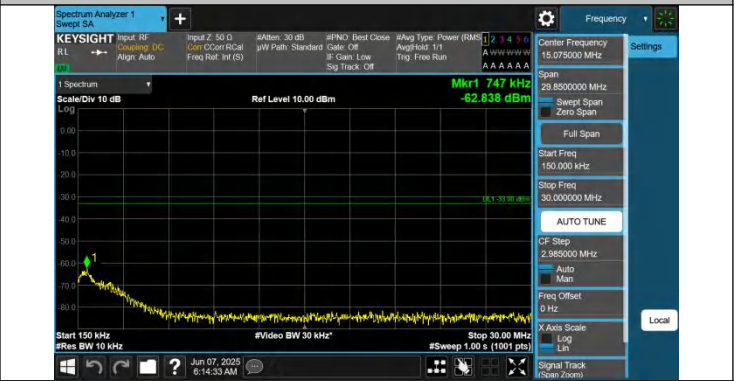 Spectrum Analyzer 1
Swept SA
+
Frequency
KEYSIGHT
RL
Input: RF
Coupling: DC
Align: Auto
Input Z: 50 Ω
Corr CCorr RCal
Freq Ref: Int (S)
#Atten: 30 dB
µW Path: Standard
#PNO: Best Close
Gate: Off
IF Gain: Low
Sig Track: Off
#Avg Type: Power (RMS)
Avg|Hold: 1/1
Trig: Free Run
1 2 3 4 5 6
A W W W W W
A A A A A A
1 Spectrum
Scale/Div 10 dB
Ref Level 10.00 dBm
Mkr1 747 kHz
-62.838 dBm
Log
0.00
-10.0
-20.0
-30.0
-40.0
-50.0
-60.0
-70.0
-80.0
DL1 -33.00 dBm
1
Start 150 kHz
#Res BW 10 kHz
#Video BW 30 kHz*
Stop 30.00 MHz
#Sweep 1.00 s (1001 pts)
Jun 07, 2025
6:14:33 AM
?
Center Frequency
15.075000 MHz
Settings
Span
29.8500000 MHz
Swept Span
Zero Span
Full Span
Start Freq
150.000 kHz
Stop Freq
30.000000 MHz
AUTO TUNE
CF Step
2.985000 MHz
Auto
Man
Freq Offset
0 Hz
X Axis Scale
Log
Lin
Local
Signal Track
(Span Zoom)